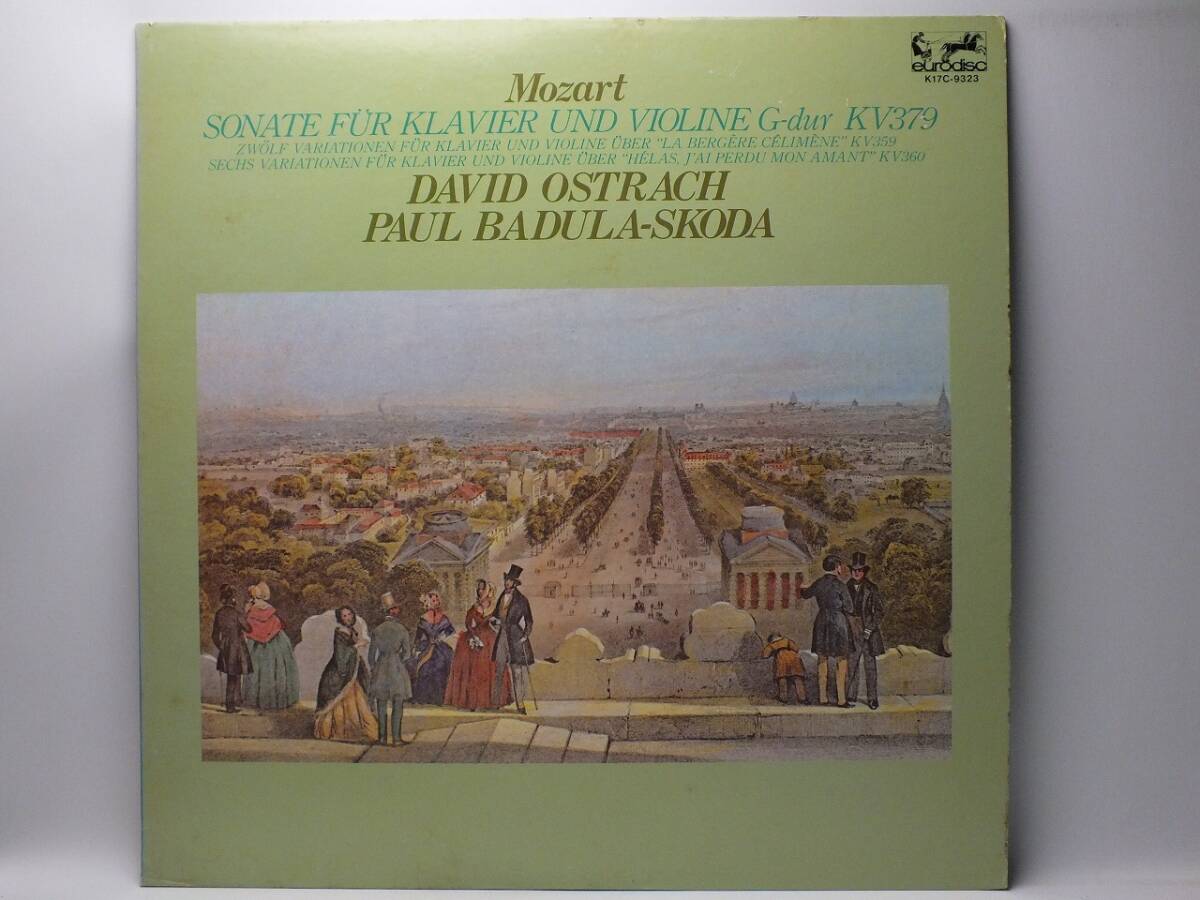 eurodisc
K17C-9323
Mozart
SONATE FÜR KLAVIER UND VIOLINE G-dur KV379
ZWÖLF VARIATIONEN FÜR KLAVIER UND VIOLINE ÜBER "LA BERGÈRE CÉLIMÈNE" KV359
SECHS VARIATIONEN FÜR KLAVIER UND VIOLINE ÜBER "HÉLAS, J'AI PERDU MON AMANT" KV360
DAVID OSTRACH
PAUL BADULA-SKODA